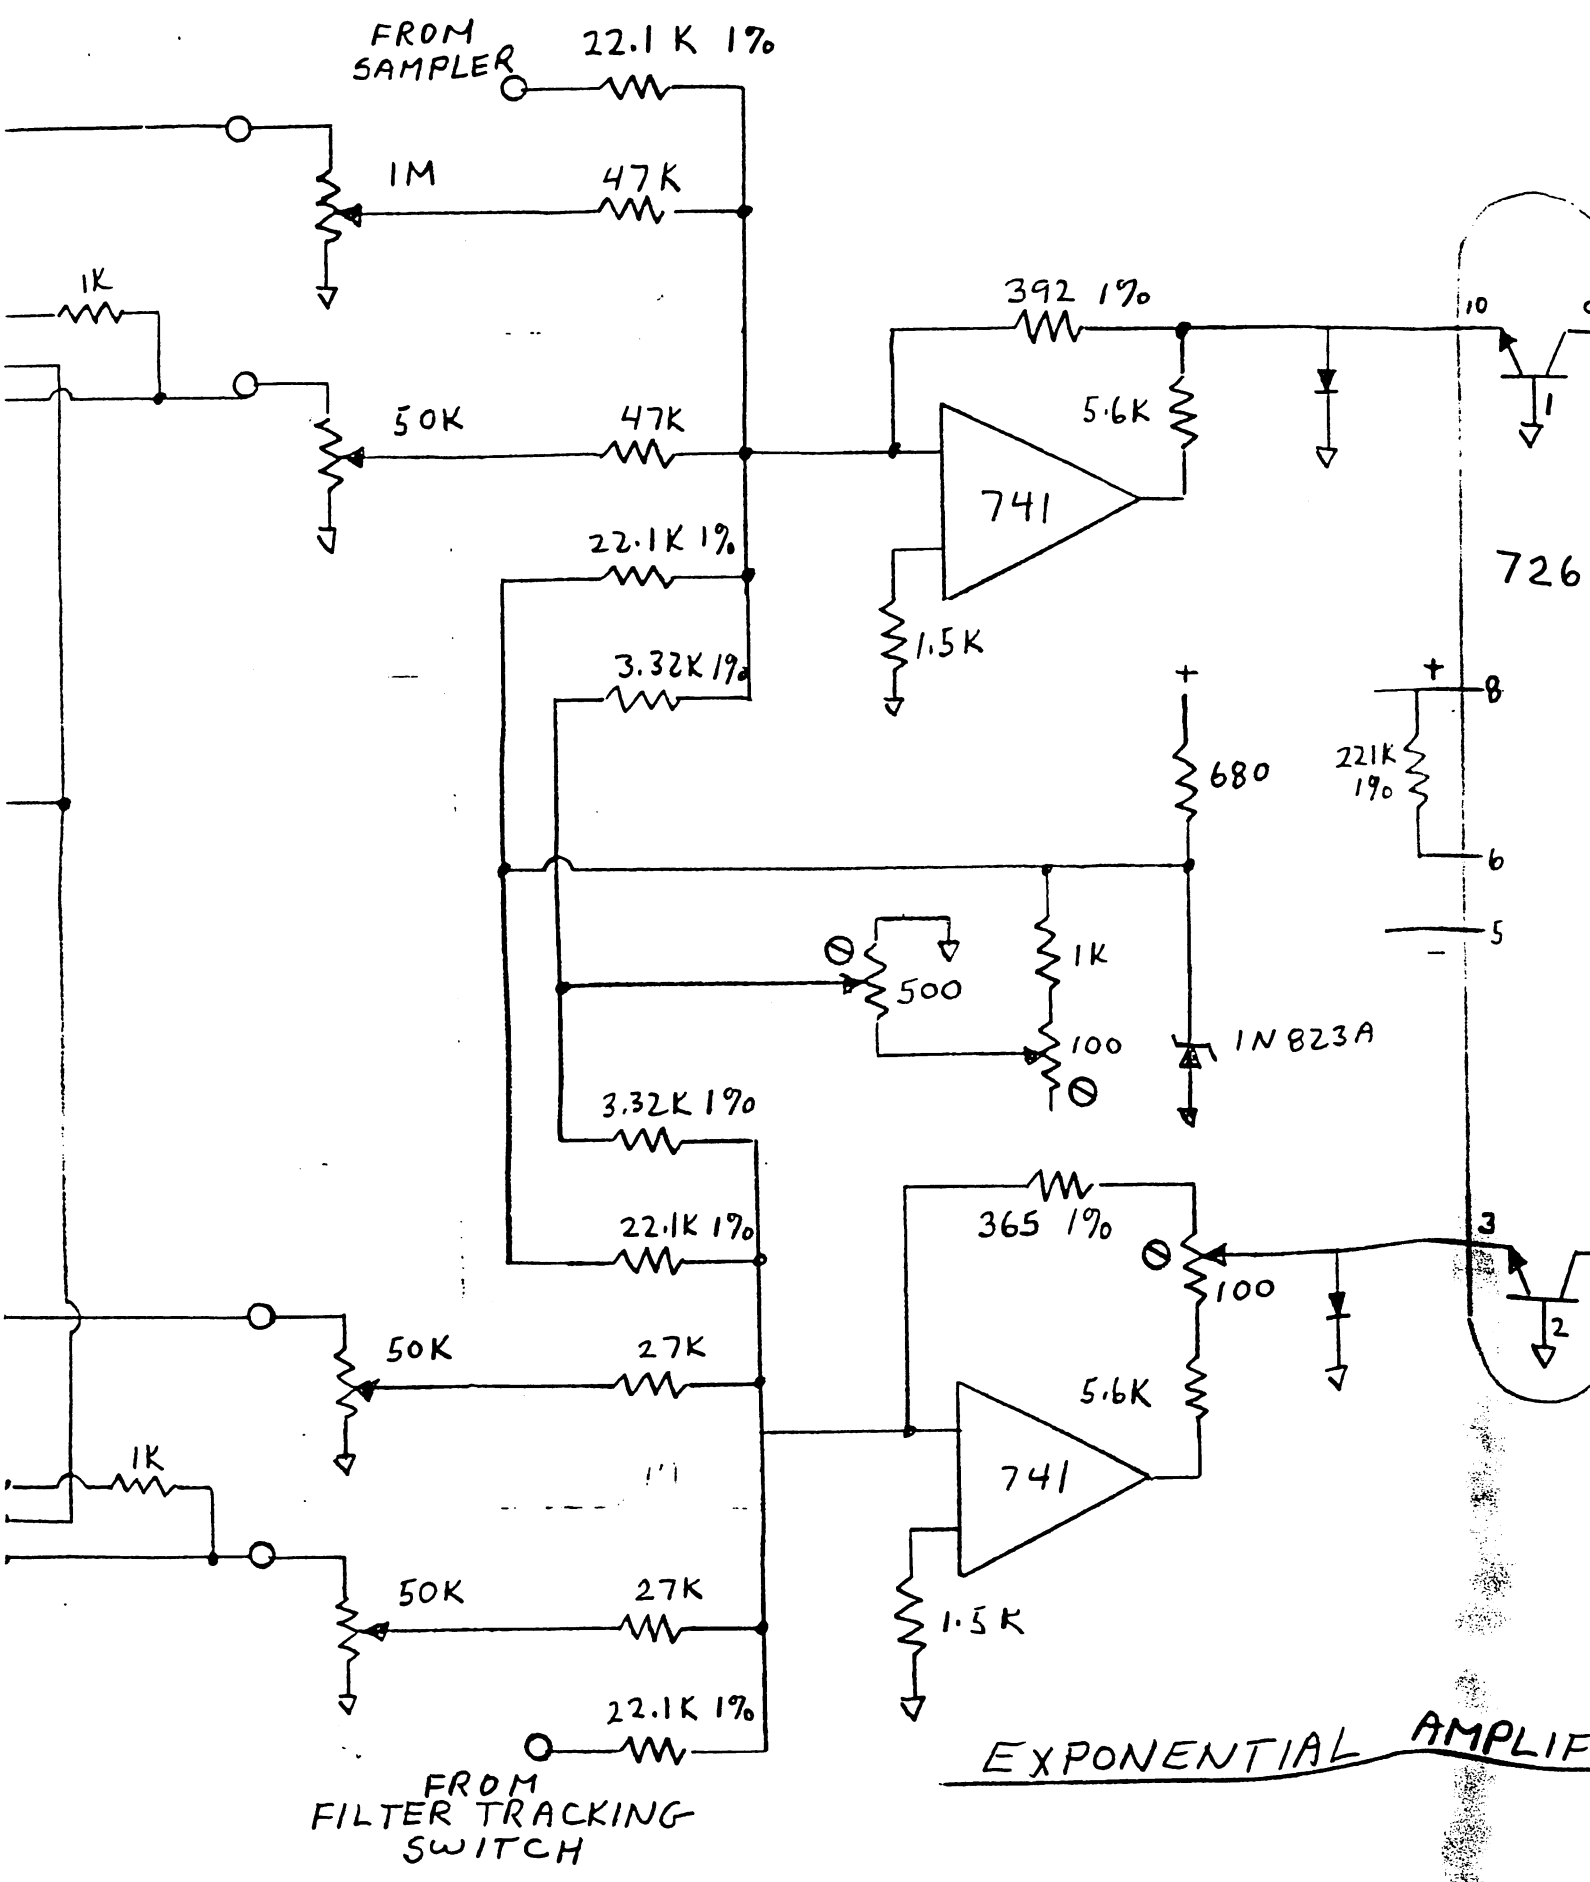 FROM
SAMPLER
22.1 K 1%
1M
47K
1K
392 1%
10
50K
47K
5.6K
1
741
22.1K 1%
726
1.5K
3.32K 1%
+
+
8
680
221K
1%
6
5
−
1K
500
100
1N823A
3.32K 1%
365 1%
22.1K 1%
3
100
2
50K
27K
5.6K
1K
741
50K
27K
1.5K
22.1K 1%
FROM
FILTER TRACKING
SWITCH
EXPONENTIAL AMPLIF